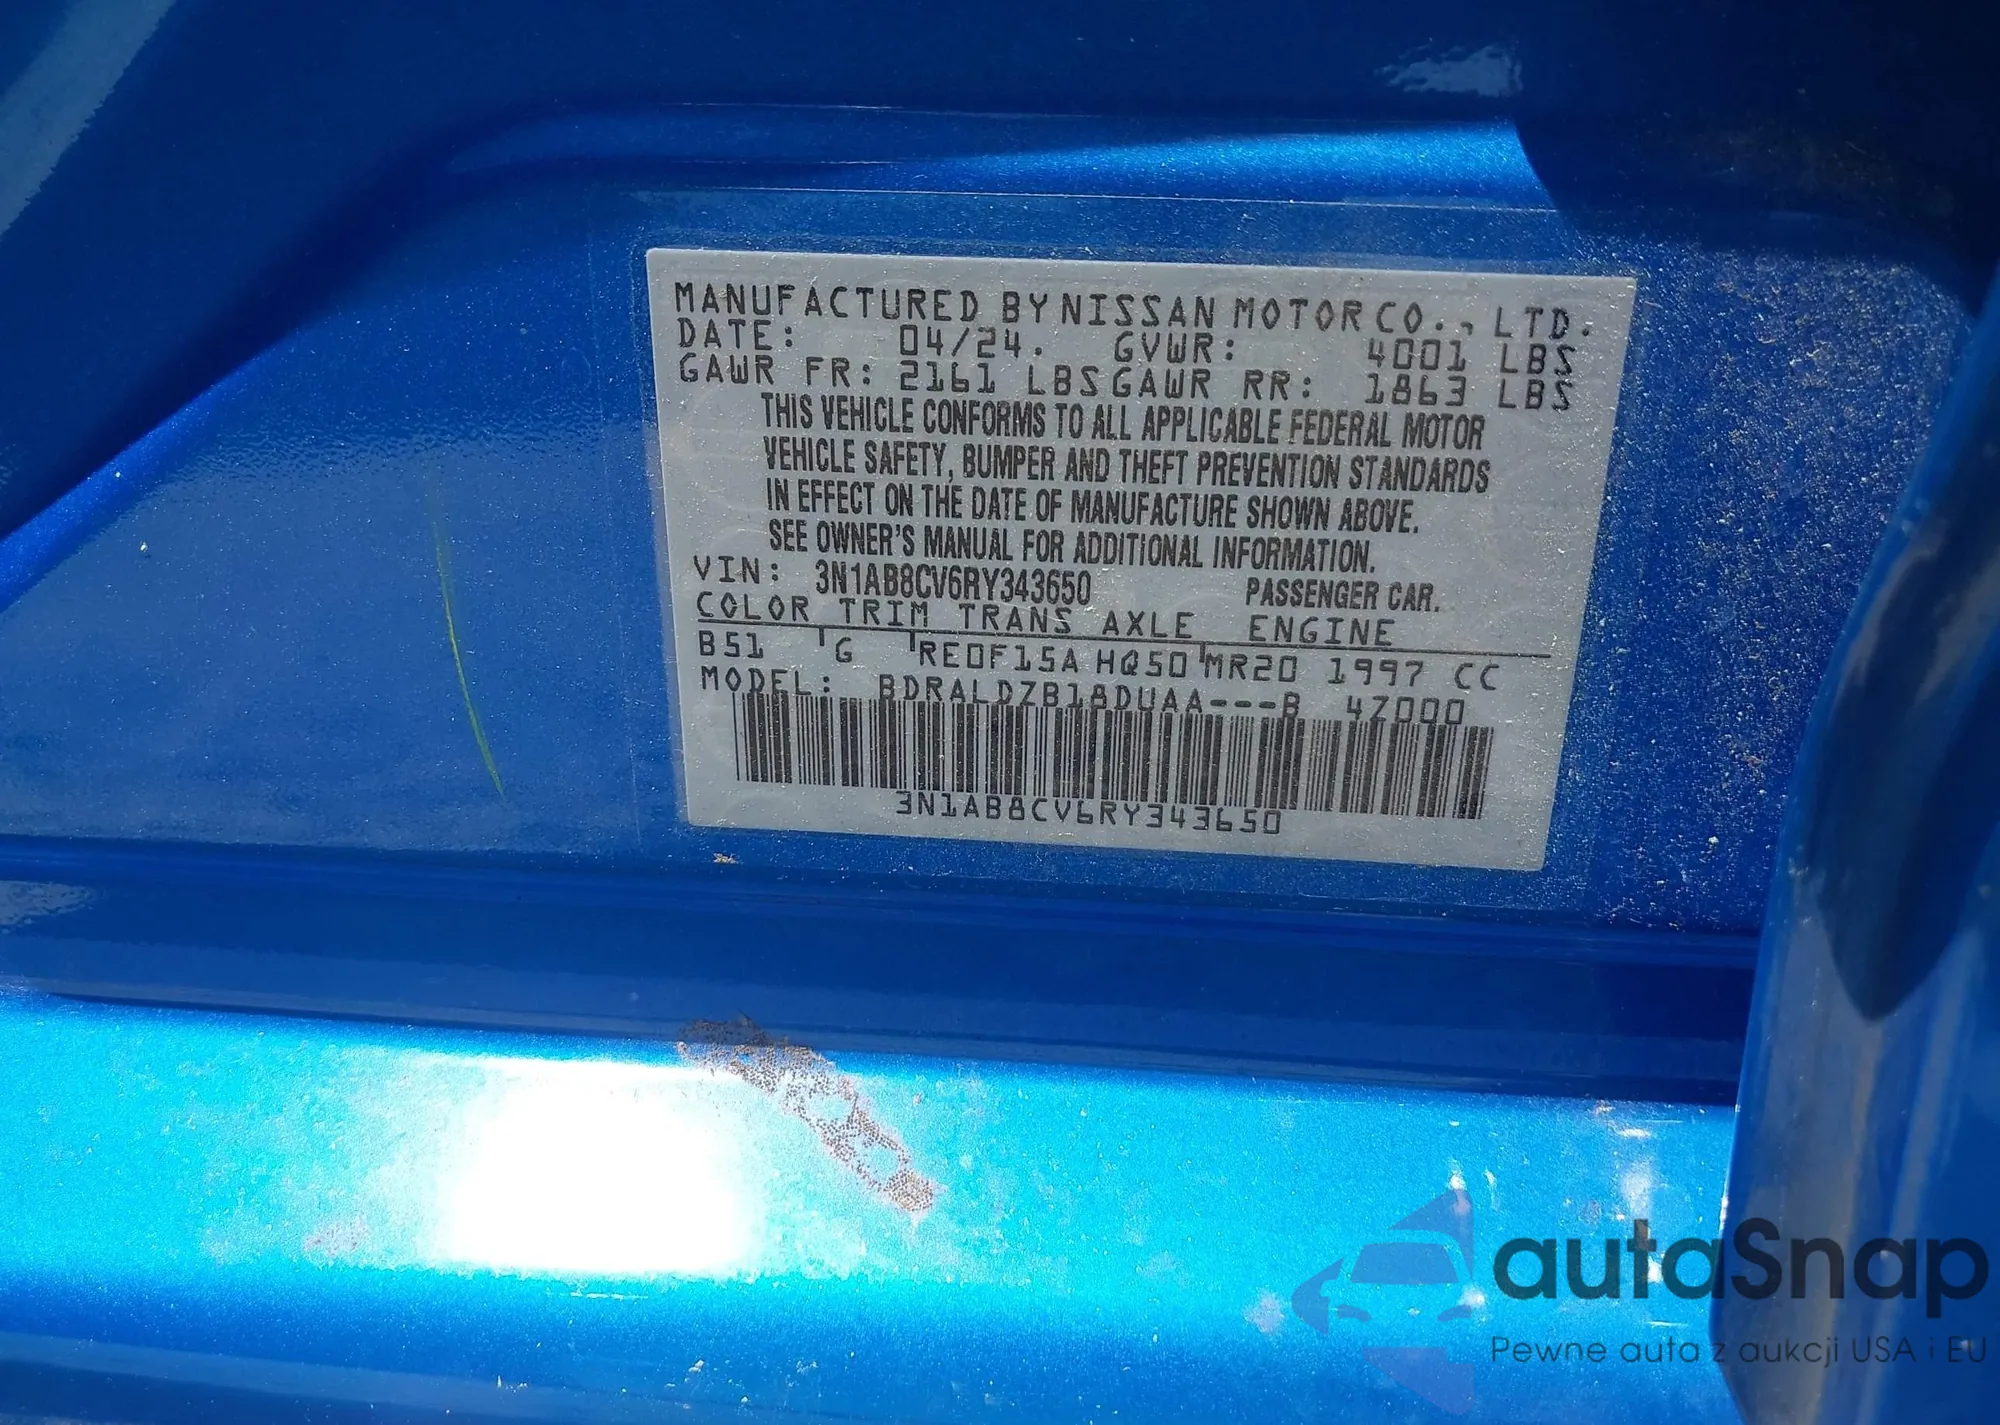 MANUFACTURED BY NISSAN MOTOR CO., LTD.
DATE: 04/24. GVWR: 4001 LBS
GAWR FR: 2161 LBS GAWR RR: 1863 LBS
THIS VEHICLE CONFORMS TO ALL APPLICABLE FEDERAL MOTOR
VEHICLE SAFETY, BUMPER AND THEFT PREVENTION STANDARDS
IN EFFECT ON THE DATE OF MANUFACTURE SHOWN ABOVE.
SEE OWNER'S MANUAL FOR ADDITIONAL INFORMATION.
VIN: 3N1AB8CV6RY343650 PASSENGER CAR.
COLOR TRIM TRANS AXLE ENGINE
B51 G RE0F15A HQ50 MR20 1997 CC
MODEL: BDRALDZB18DUAA---B 4Z000
3N1AB8CV6RY343650
autaSnap
Pewne auta z aukcji USA i EU